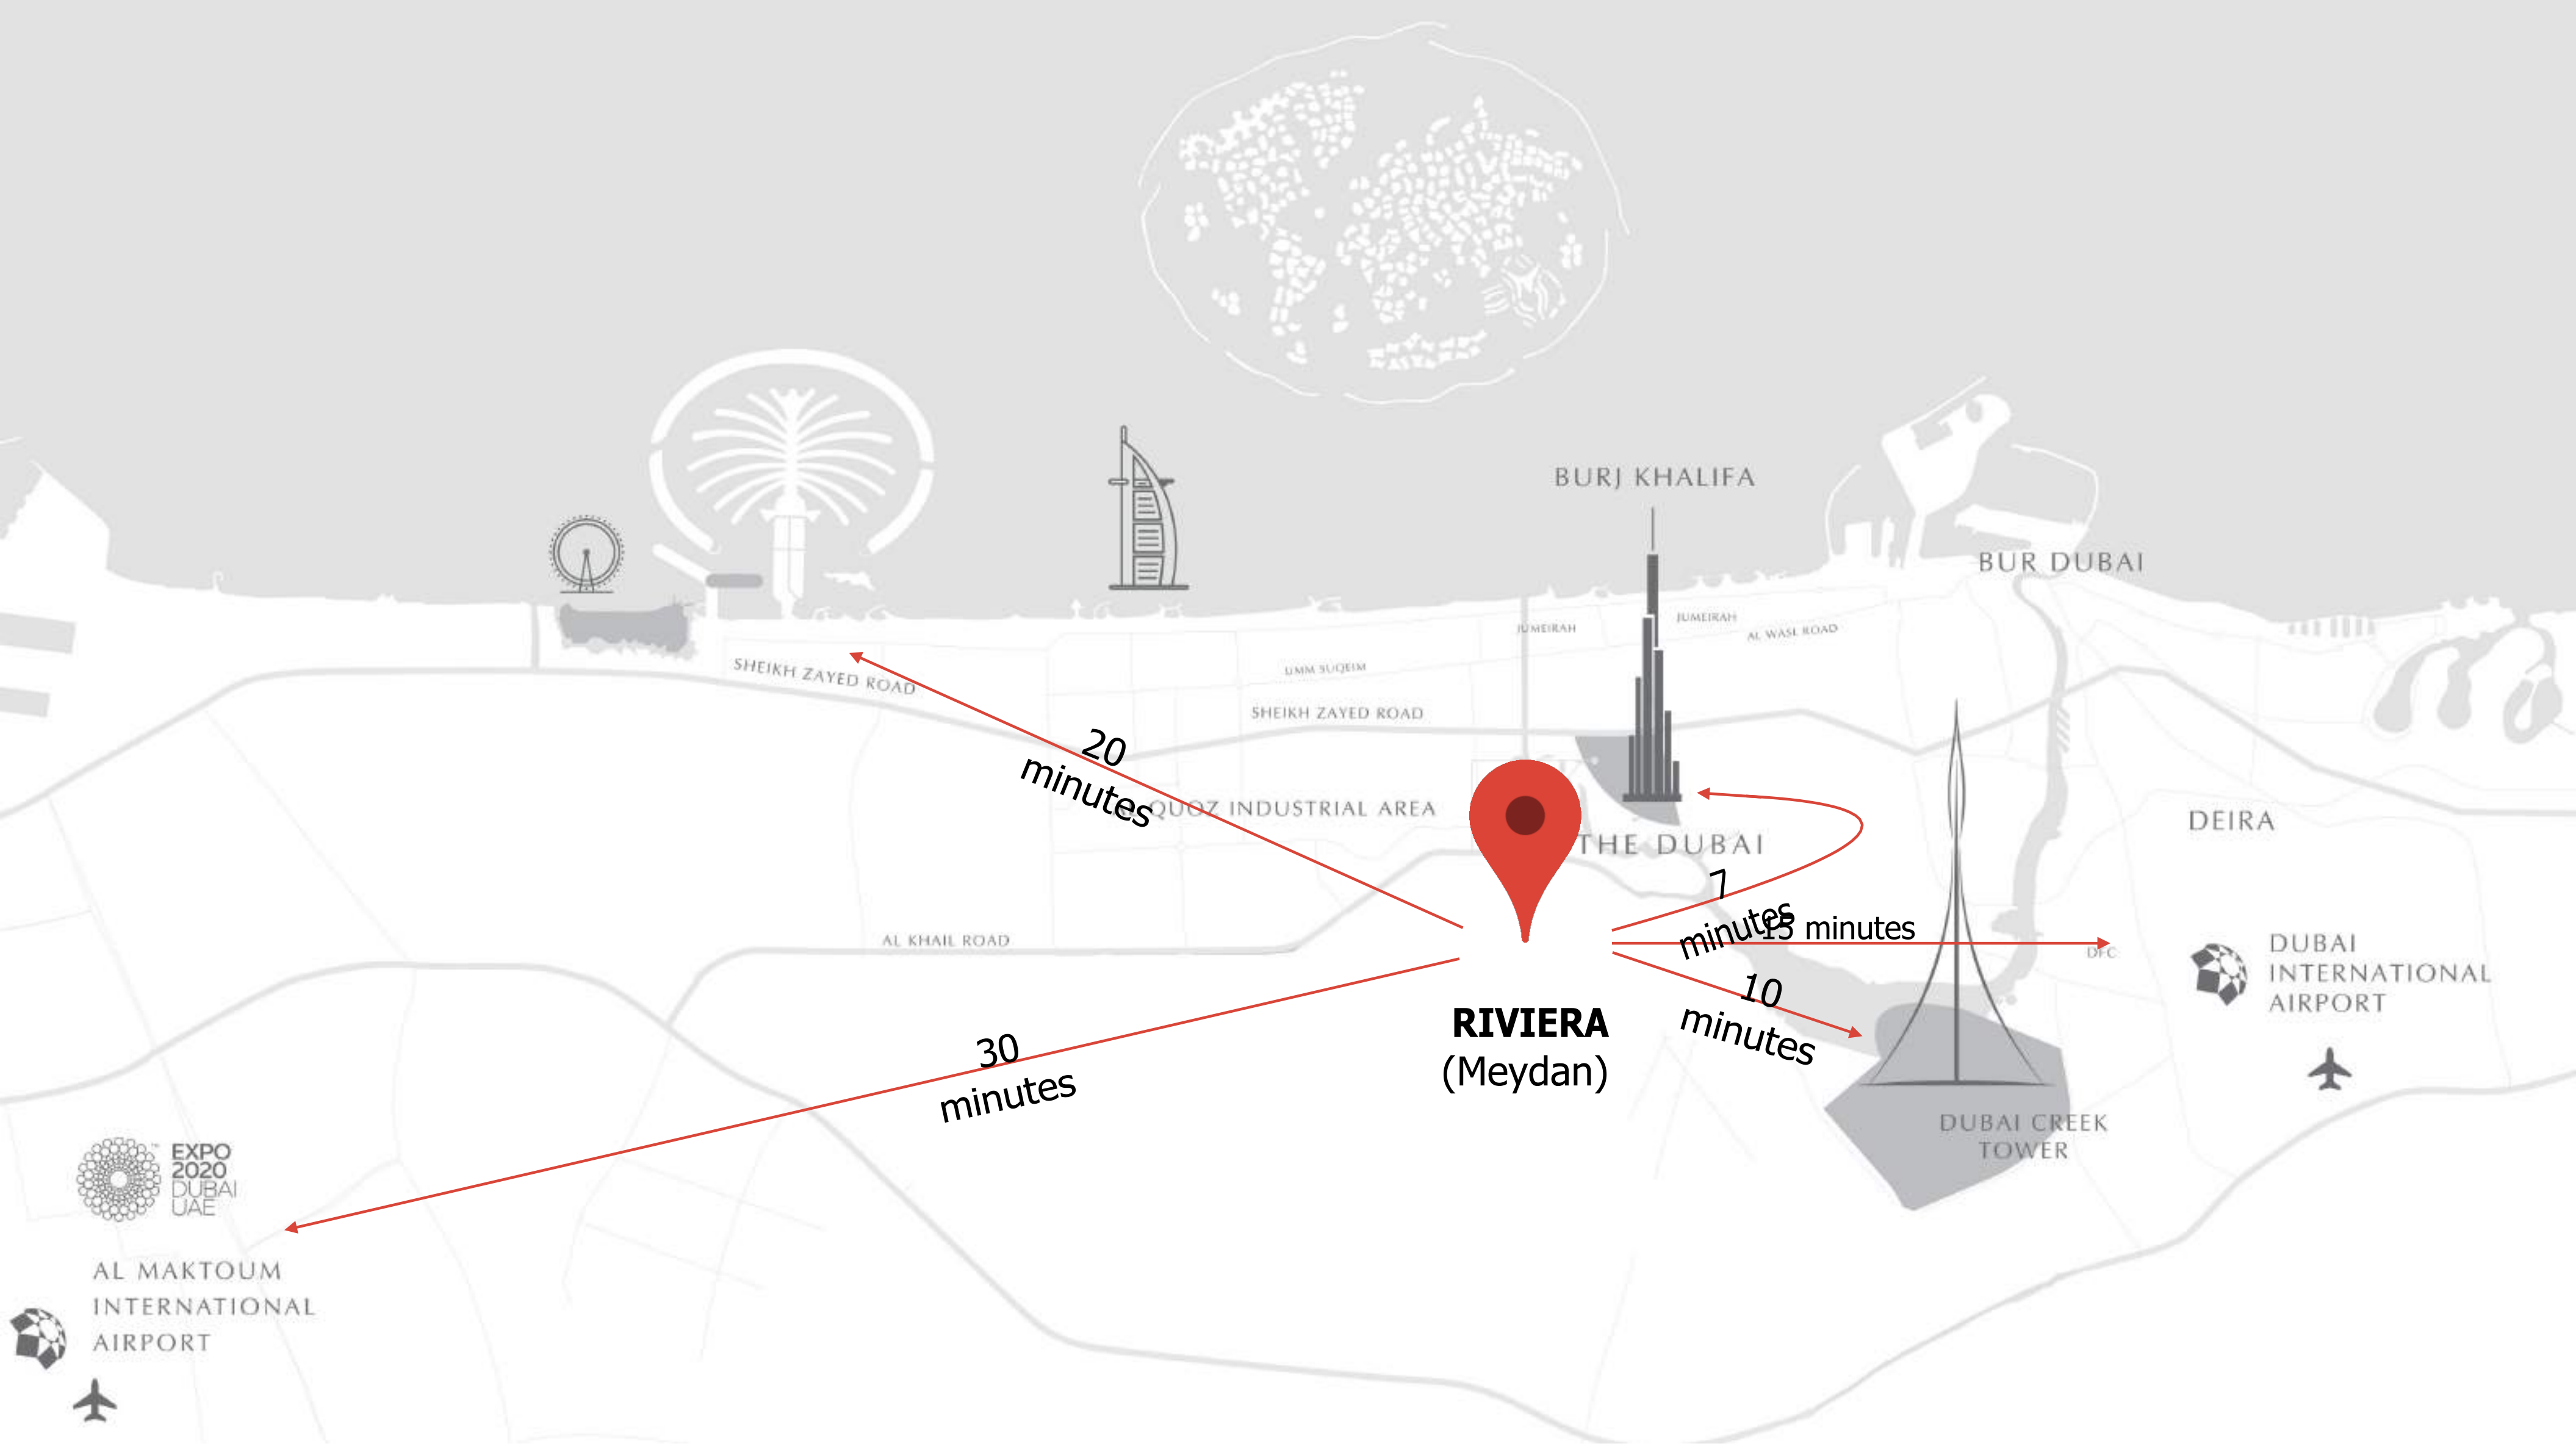 BURJ KHALIFA
BUR DUBAI
JUMEIRAH
JUMEIRAH
AL WASL ROAD
SHEIKH ZAYED ROAD
UMM SUQEIM
SHEIKH ZAYED ROAD
20
minutes
QUOZ INDUSTRIAL AREA
DEIRA
THE DUBAI
7
minutes
15 minutes
AL KHAIL ROAD
DUBAI
INTERNATIONAL
AIRPORT
10
minutes
RIVIERA
(Meydan)
30
minutes
DUBAI CREEK
TOWER
EXPO
2020
DUBAI
UAE
AL MAKTOUM
INTERNATIONAL
AIRPORT